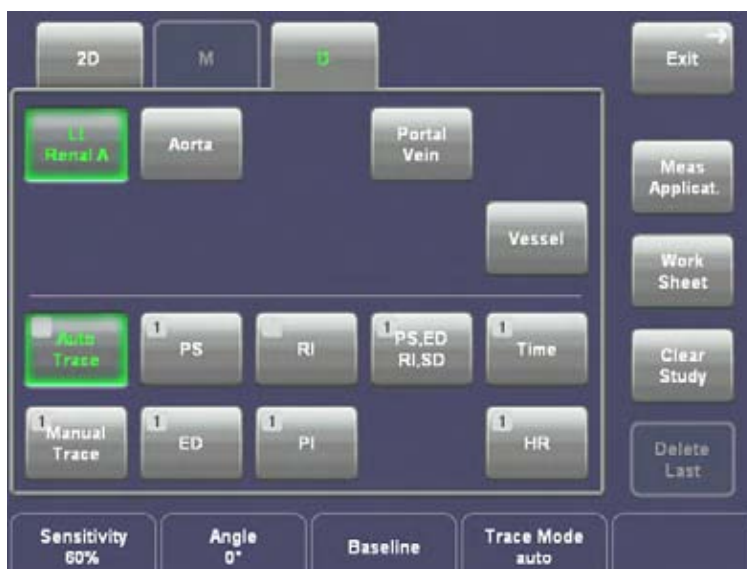 2D
M
D
Exit
Lt
Renal A
Aorta
Portal
Vein
Meas
Applicat.
Vessel
Work
Sheet
Auto
Trace
1
PS
RI
1
PS,ED
RI,SD
1
Time
Clear
Study
1
Manual
Trace
1
ED
1
PI
1
HR
Delete
Last
Sensitivity
60%
Angle
0°
Baseline
Trace Mode
auto